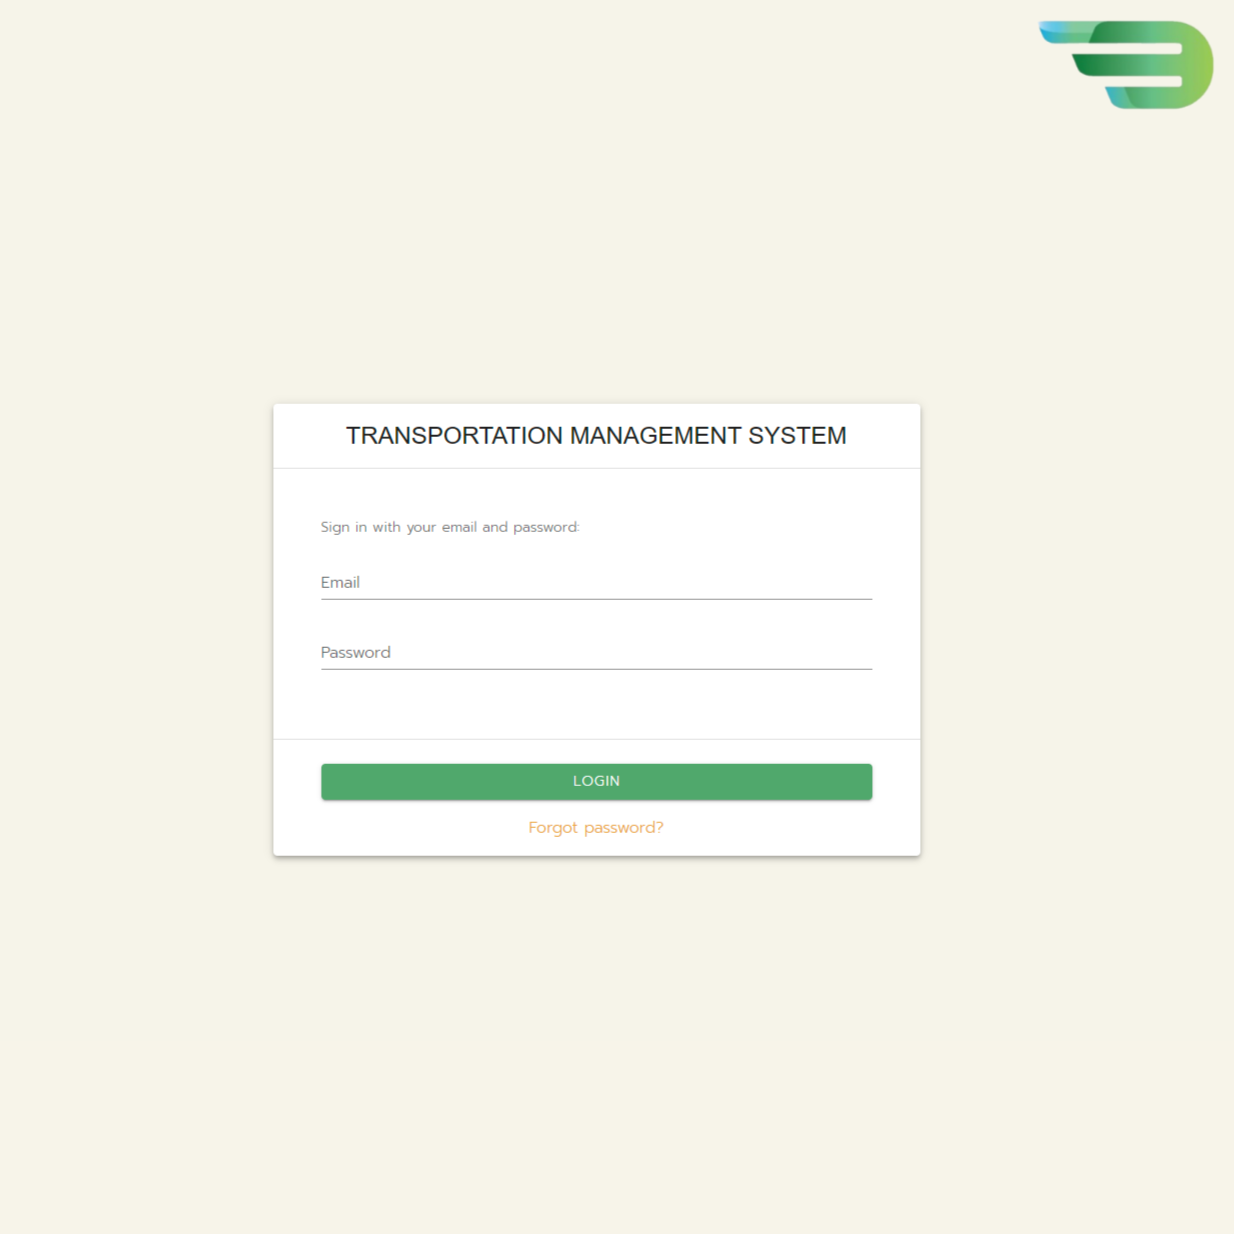 TRANSPORTATION MANAGEMENT SYSTEM
Sign in with your email and password:
Email
Password
LOGIN
Forgot password?